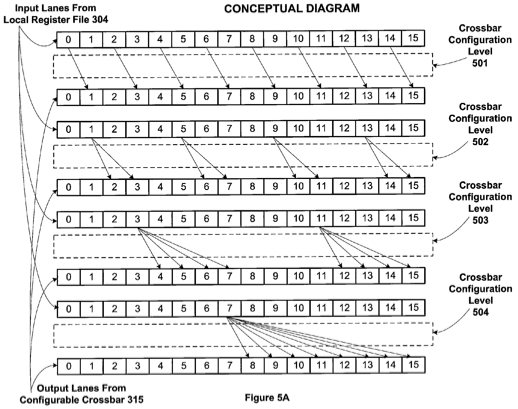 Input Lanes From
Local Register File 304
CONCEPTUAL DIAGRAM
0 1 2 3 4 5 6 7 8 9 10 11 12 13 14 15
Crossbar
Configuration
Level
501
0 1 2 3 4 5 6 7 8 9 10 11 12 13 14 15
0 1 2 3 4 5 6 7 8 9 10 11 12 13 14 15
Crossbar
Configuration
Level
502
0 1 2 3 4 5 6 7 8 9 10 11 12 13 14 15
0 1 2 3 4 5 6 7 8 9 10 11 12 13 14 15
Crossbar
Configuration
Level
503
0 1 2 3 4 5 6 7 8 9 10 11 12 13 14 15
0 1 2 3 4 5 6 7 8 9 10 11 12 13 14 15
Crossbar
Configuration
Level
504
0 1 2 3 4 5 6 7 8 9 10 11 12 13 14 15
Output Lanes From
Configurable Crossbar 315
Figure 5A